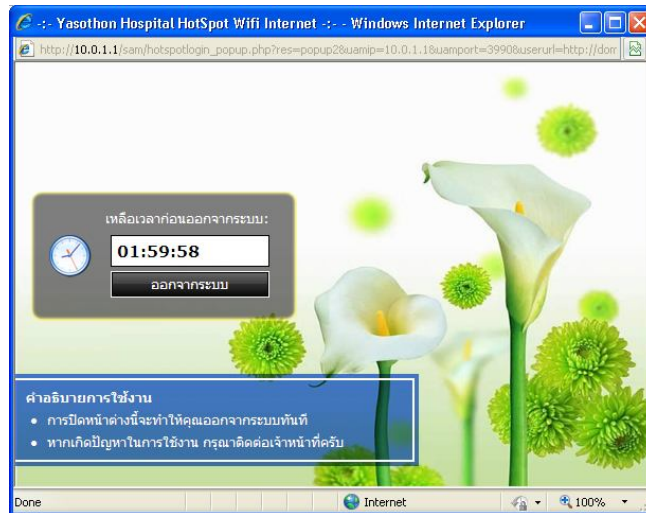 -:- Yasothon Hospital HotSpot Wifi Internet -:- - Windows Internet Explorer
http://10.0.1.1/sam/hotspotlogin_popup.php?res=popup2&uamip=10.0.1.1&uamport=3990&userurl=http://dom
เหลือเวลาก่อนออกจากระบบ:
01:59:58
ออกจากระบบ
คำอธิบายการใช้งาน
• การปิดหน้าต่างนี้จะทำให้คุณออกจากระบบทันที
• หากเกิดปัญหาในการใช้งาน กรุณาติดต่อเจ้าหน้าที่ครับ
Done Internet 100%